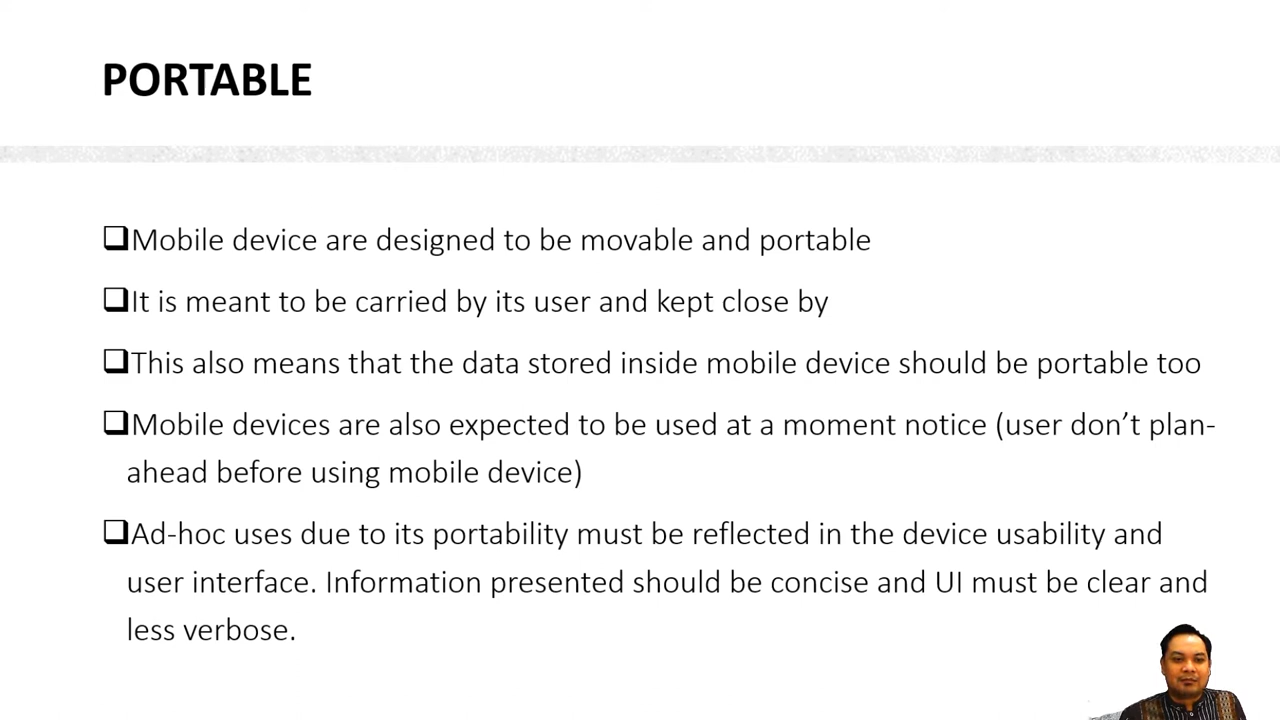 PORTABLE
Mobile device are designed to be movable and portable
It is meant to be carried by its user and kept close by
This also means that the data stored inside mobile device should be portable too
Mobile devices are also expected to be used at a moment notice (user don’t plan-
ahead before using mobile device)
Ad-hoc uses due to its portability must be reflected in the device usability and
user interface. Information presented should be concise and UI must be clear and
less verbose.